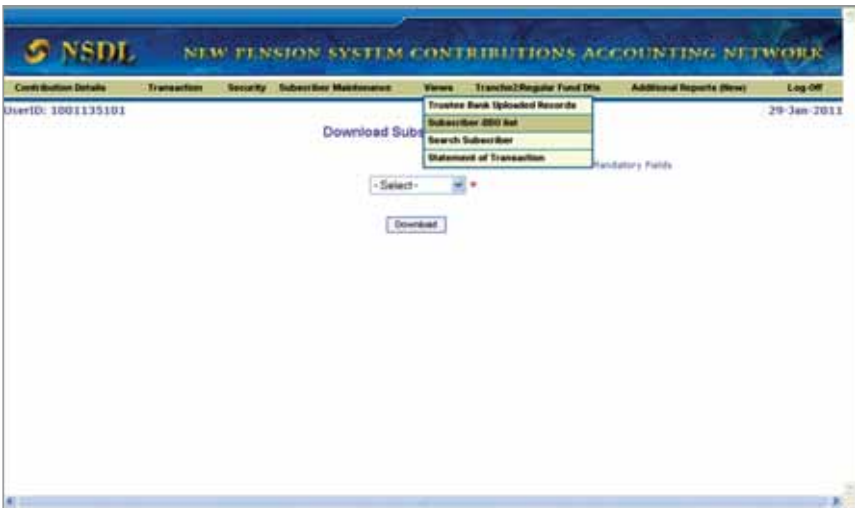 NSDL NEW PENSION SYSTEM CONTRIBUTIONS ACCOUNTING NETWORK
Contribution Details Transaction Security Subscriber Maintenance Views Tranche2/Regular Fund Dtls Additional Reports (New) Log Off
UserID: 1001135101 29-Jan-2011
Trustee Bank Uploaded Records
Subscriber-DDO list
Search Subscriber
Statement of Transaction
Download Subs
Mandatory Fields
- Select - *
Download